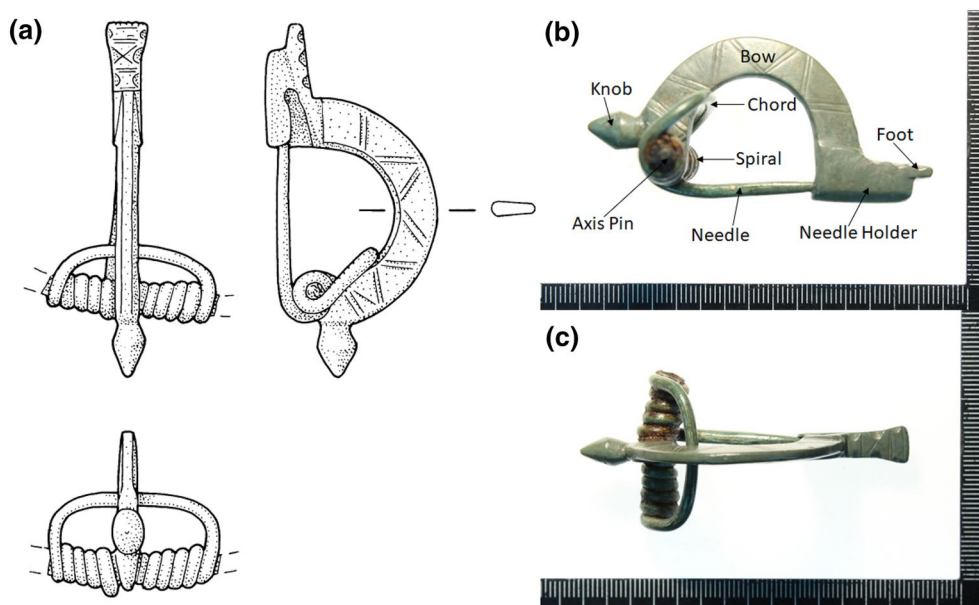 (a)
(b)
Bow
Knob
Chord
Foot
Spiral
Axis Pin
Needle
Needle Holder
(c)